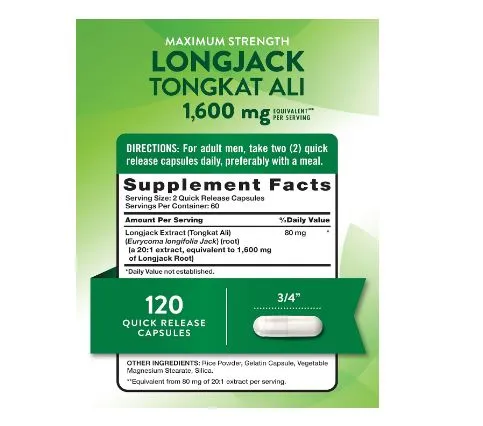 MAXIMUM STRENGTH
LONGJACK
TONGKAT ALI
1,600 mg EQUIVALENT** PER SERVING
DIRECTIONS: For adult men, take two (2) quick
release capsules daily, preferably with a meal.
Supplement Facts
Serving Size: 2 Quick Release Capsules
Servings Per Container: 60
Amount Per Serving %Daily Value
Longjack Extract (Tongkat Ali) 80 mg *
(Eurycoma longifolia Jack) (root)
(a 20:1 extract, equivalent to 1,600 mg
of Longjack Root)
*Daily Value not established.
120
QUICK RELEASE
CAPSULES
3/4"
OTHER INGREDIENTS: Rice Powder, Gelatin Capsule, Vegetable
Magnesium Stearate, Silica.
**Equivalent from 80 mg of 20:1 extract per serving.